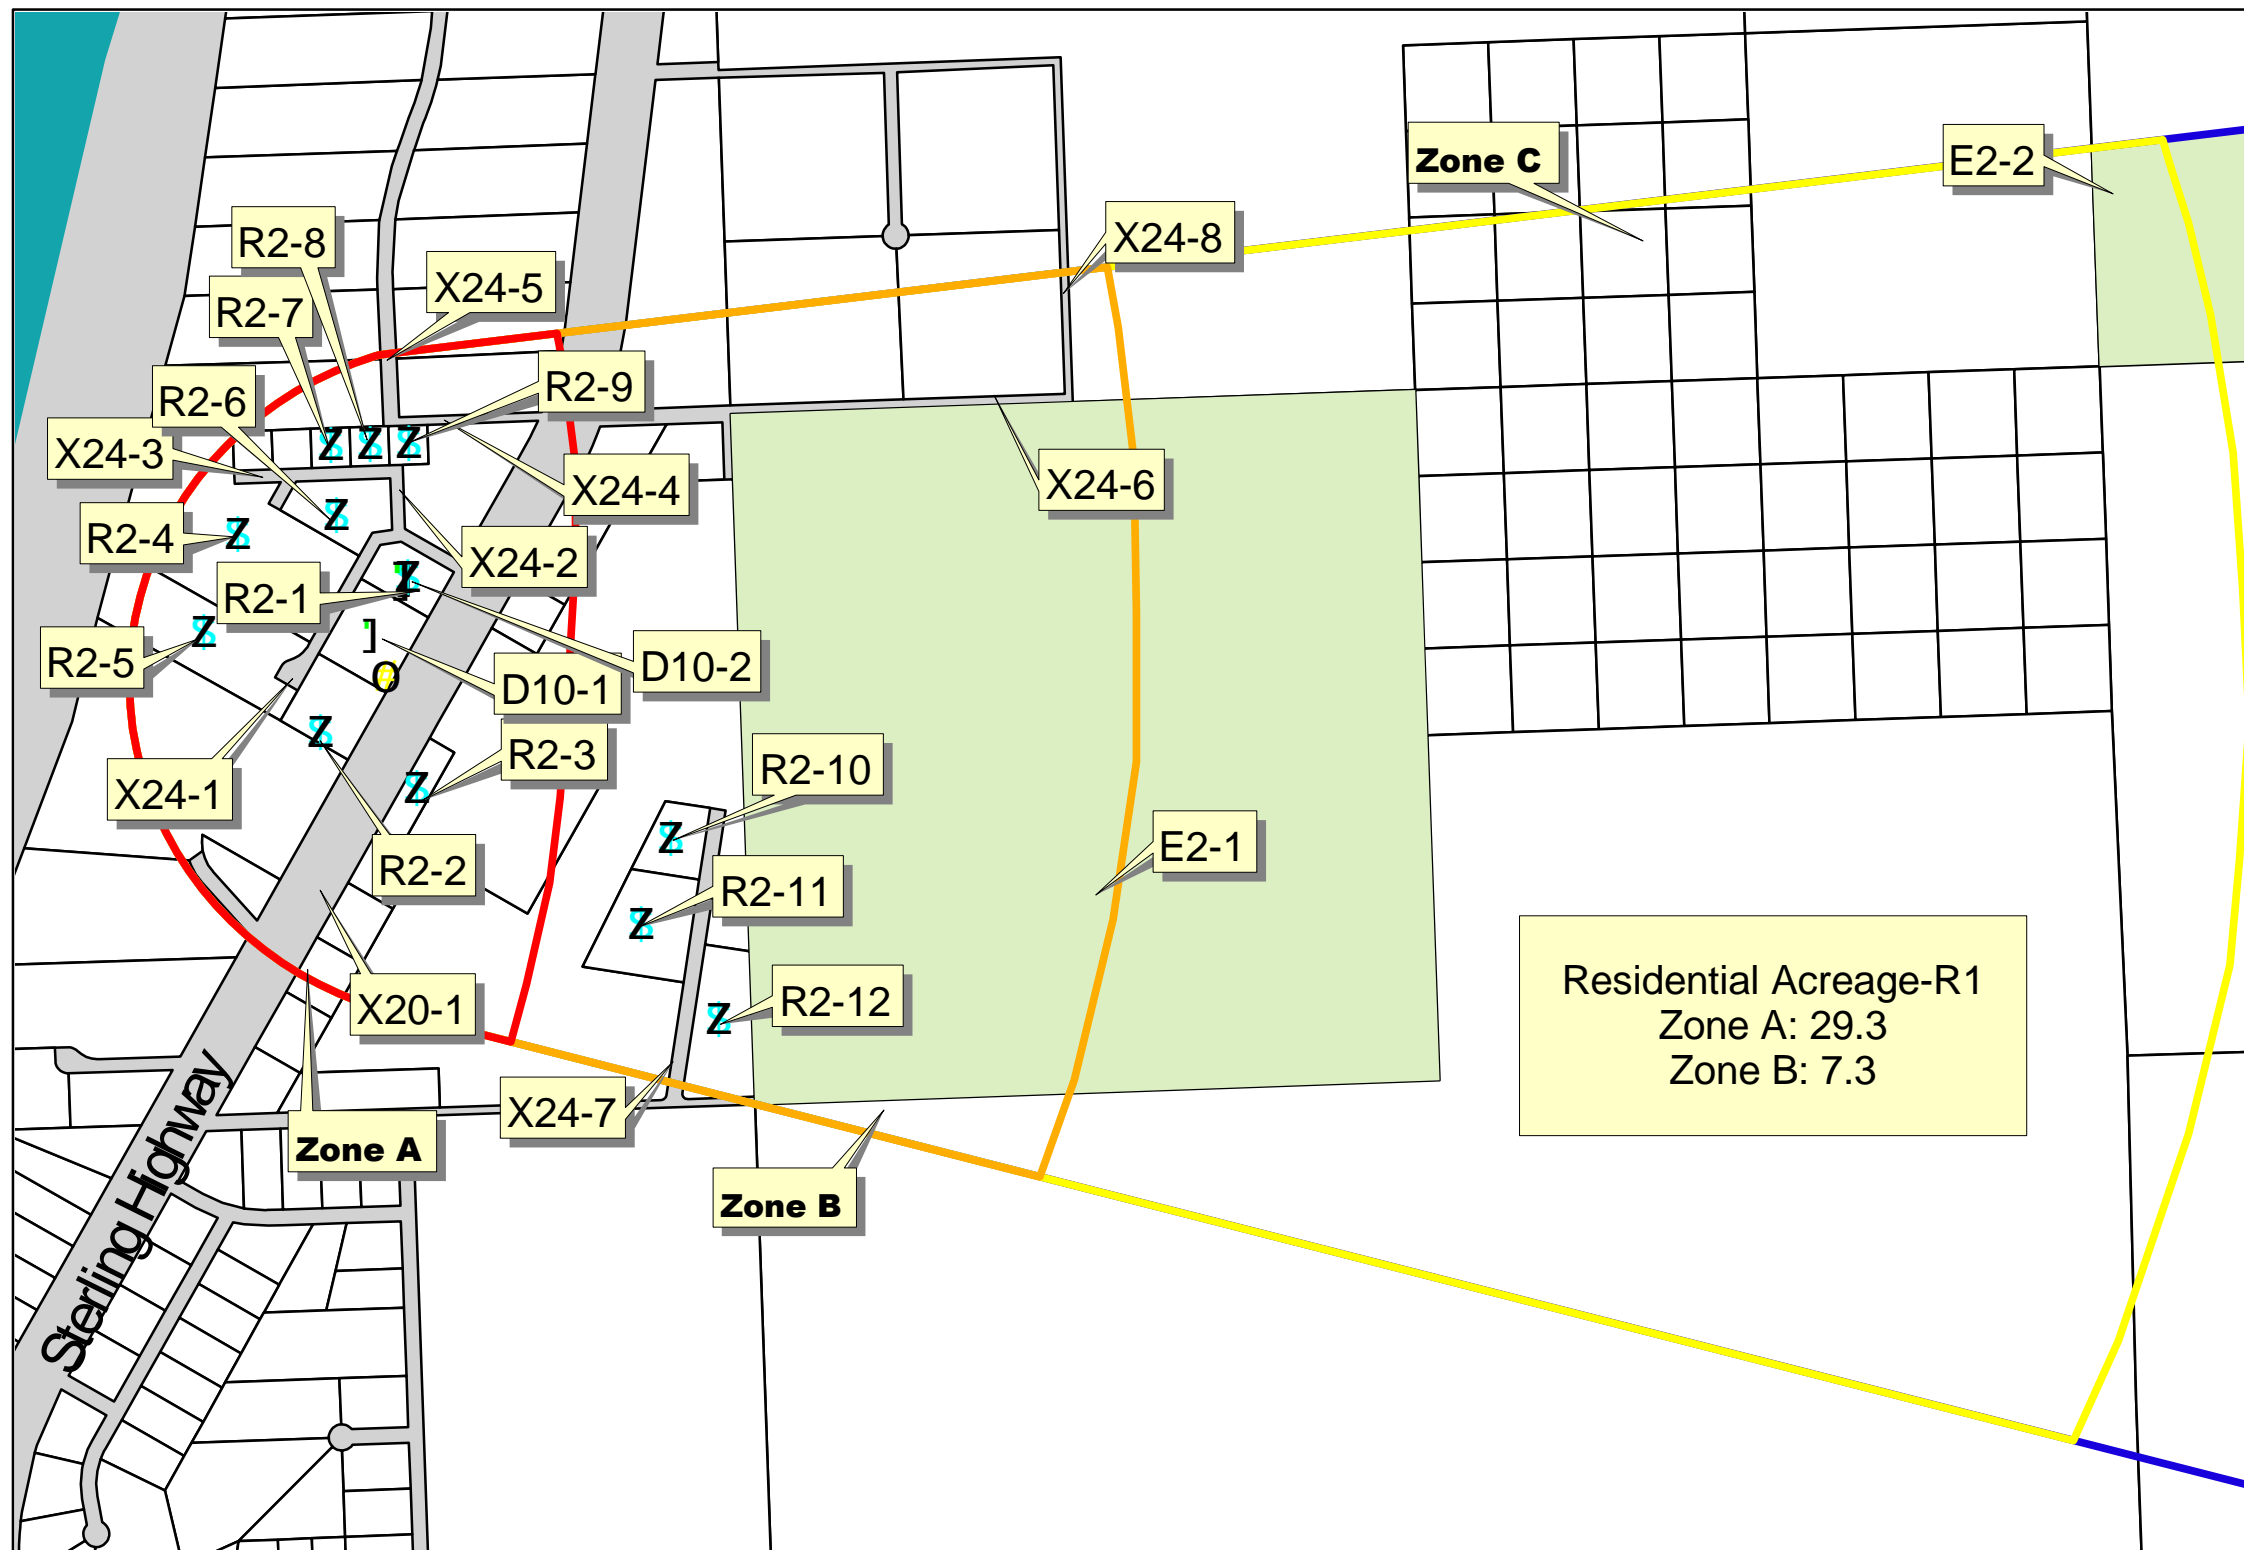 Zone C
E2-2
R2-8
X24-8
X24-5
R2-7
R2-9
R2-6
X24-3
X24-4
X24-6
R2-4
X24-2
R2-1
R2-5
D10-2
D10-1
R2-3
R2-10
X24-1
E2-1
R2-2
R2-11
Residential Acreage-R1
Zone A: 29.3
Zone B: 7.3
X20-1
R2-12
X24-7
Zone A
Zone B
Sterling Highway